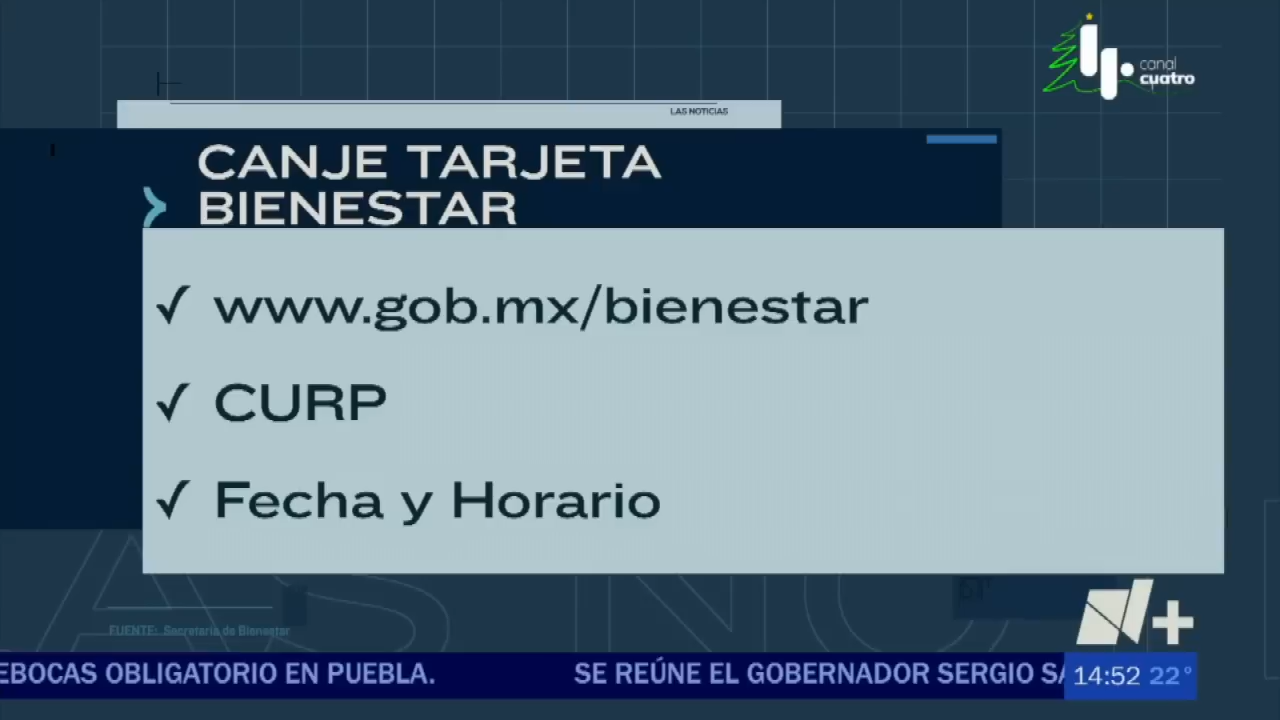 canal
cuatro
LAS NOTICIAS
CANJE TARJETA
BIENESTAR
www.gob.mx/bienestar
CURP
Fecha y Horario
FUENTE: Secretaría de Bienestar
EBOCAS OBLIGATORIO EN PUEBLA. SE REÚNE EL GOBERNADOR SERGIO SA
14:52 22°